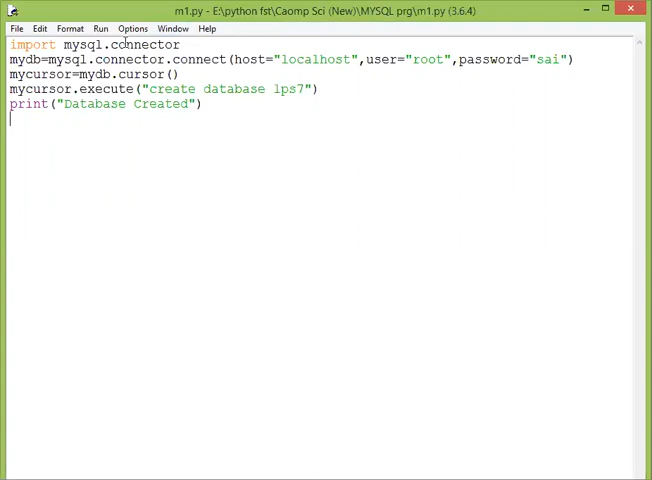 m1.py - E:\python fst\Caomp Sci (New)\MYSQL prg\m1.py (3.6.4)
File Edit Format Run Options Window Help
import mysql.connector
mydb=mysql.connector.connect(host="localhost",user="root",password="sai")
mycursor=mydb.cursor()
mycursor.execute("create database lps7")
print("Database Created")